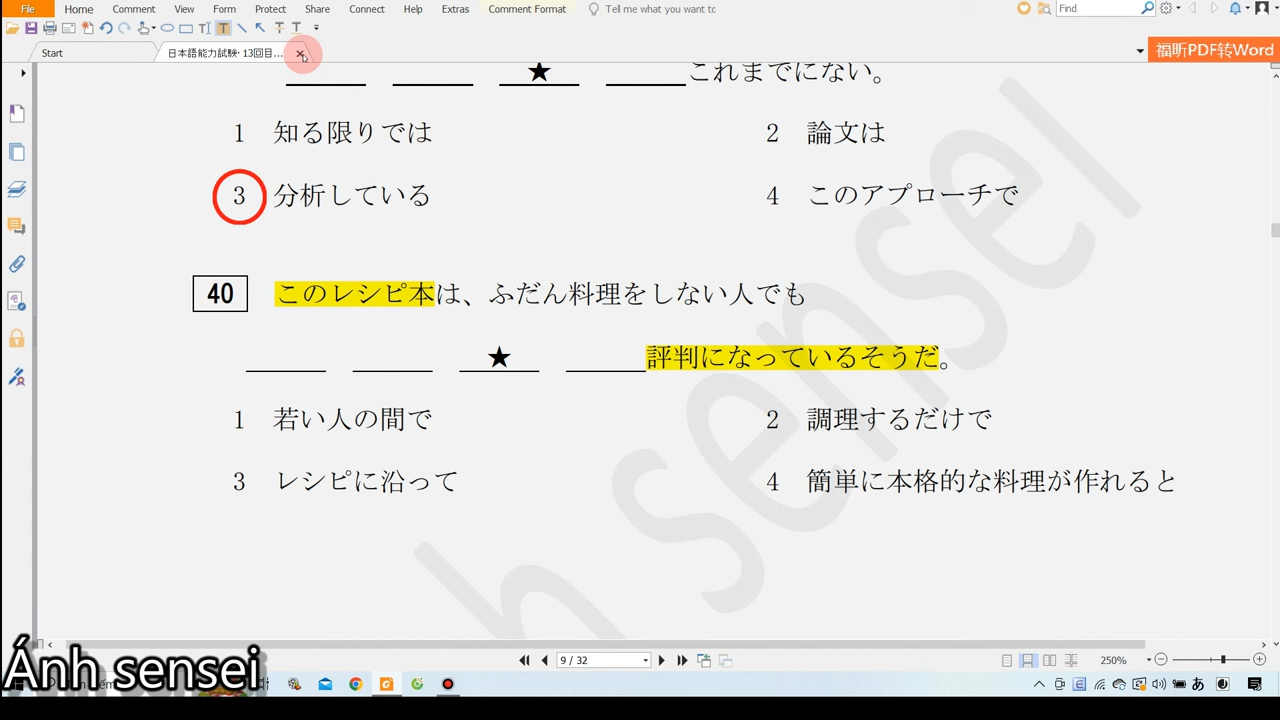 File Home Comment View Form Protect Share Connect Help Extras Comment Format Tell me what you want to Find
Start 日本語能力試験・13回目... 福昕PDF转Word
★ これまでにない。
1 知る限りでは 2 論文は
3 分析している 4 このアプローチで
40 このレシピ本は、ふだん料理をしない人でも
★ 評判になっているそうだ。
1 若い人の間で 2 調理するだけで
3 レシピに沿って 4 簡単に本格的な料理が作れると
h sensei
Ánh sensei
9 / 32 250%
あ